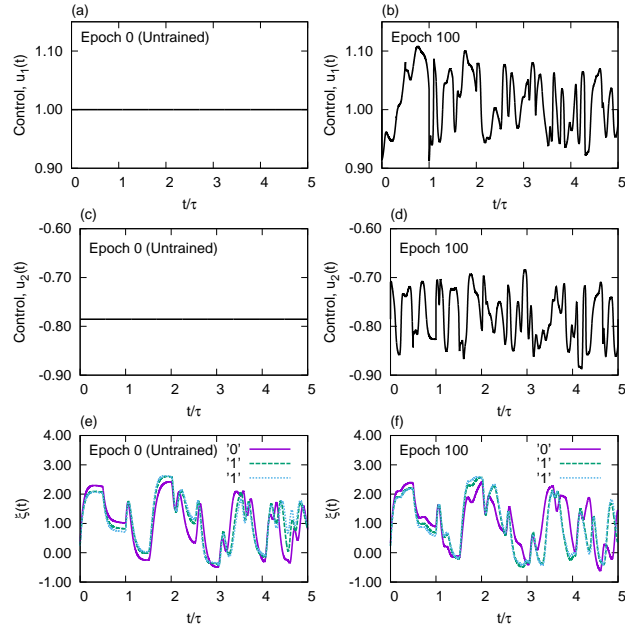 (a)
Epoch 0 (Untrained)
Control, u1(t)
1.10
1.00
0.90
0 1 2 3 4 5
t/τ
(b)
Epoch 100
Control, u1(t)
1.10
1.00
0.90
0 1 2 3 4 5
t/τ
(c)
Epoch 0 (Untrained)
Control, u2(t)
-0.60
-0.70
-0.80
-0.90
0 1 2 3 4 5
t/τ
(d)
Epoch 100
Control, u2(t)
-0.60
-0.70
-0.80
-0.90
0 1 2 3 4 5
t/τ
(e)
Epoch 0 (Untrained)
'0'
'1'
'1'
ξ(t)
4.00
3.00
2.00
1.00
0.00
-1.00
0 1 2 3 4 5
t/τ
(f)
Epoch 100
'0'
'1'
'1'
ξ(t)
4.00
3.00
2.00
1.00
0.00
-1.00
0 1 2 3 4 5
t/τ